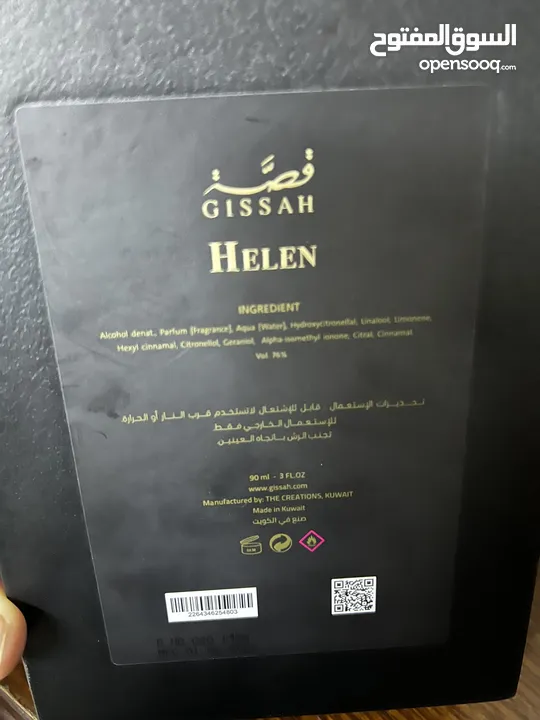 السوق المفتوح
opensooq.com
قصّة
GISSAH
HELEN
INGREDIENT
Alcohol denat., Parfum [Fragrance], Aqua [Water], Hydroxycitronellal, Linalool, Limonene,
Hexyl cinnamal, Citronellol, Geraniol, Alpha-isomethyl ionone, Citral, Cinnamal
Vol. 76%
تحذيرات الإستعمال : قابل للإشتعال لاتستخدم قرب النار أو الحرارة.
للإستعمال الخارجي فقط.
تجنب الرش باتجاه العينين.
90 ml - 3 FL.OZ
www.gissah.com
Manufactured by: THE CREATIONS, KUWAIT
Made in Kuwait
صنع في الكويت
2264346254603